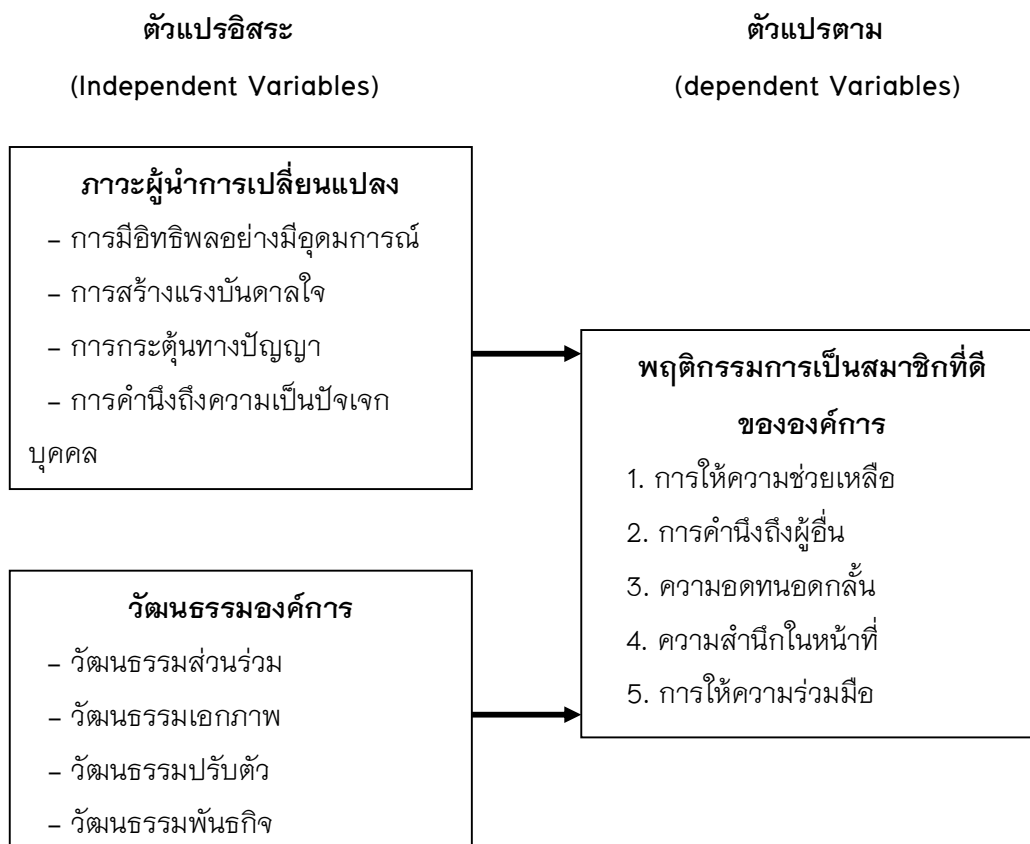 ตัวแปรอิสระ
(Independent Variables)
ตัวแปรตาม
(dependent Variables)
ภาวะผู้นำการเปลี่ยนแปลง
– การมีอิทธิพลอย่างมีอุดมการณ์
– การสร้างแรงบันดาลใจ
– การกระตุ้นทางปัญญา
– การคำนึงถึงความเป็นปัจเจก
บุคคล
วัฒนธรรมองค์การ
– วัฒนธรรมส่วนร่วม
– วัฒนธรรมเอกภาพ
– วัฒนธรรมปรับตัว
– วัฒนธรรมพันธกิจ
พฤติกรรมการเป็นสมาชิกที่ดี
ขององค์การ
1. การให้ความช่วยเหลือ
2. การคำนึงถึงผู้อื่น
3. ความอดทนอดกลั้น
4. ความสำนึกในหน้าที่
5. การให้ความร่วมมือ